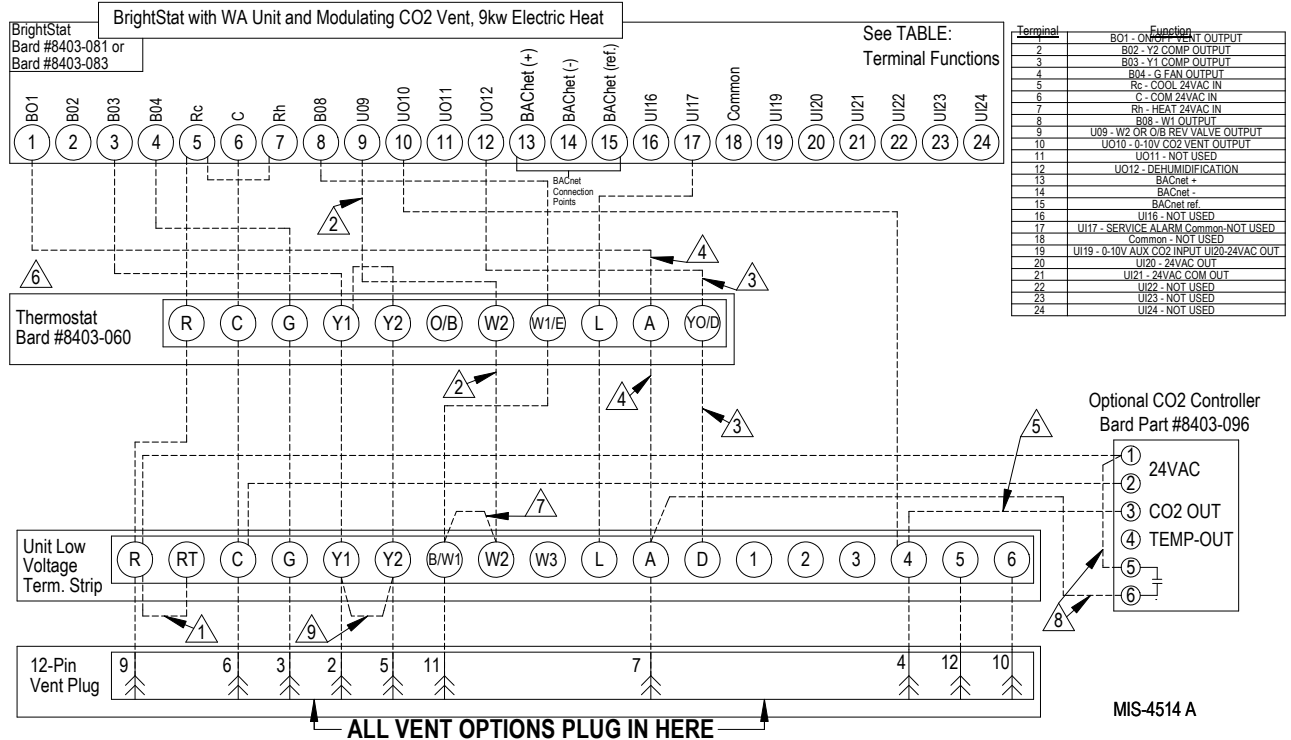 BrightStat with WA Unit and Modulating CO2 Vent, 9kw Electric Heat
BrightStat
Bard #8403-081 or
Bard #8403-083
See TABLE:
Terminal Functions
BO1 B02 B03 B04 Rc C Rh B08 U09 UO10 UO11 UO12 BAChet (+) BAChet (-) BAChet (ref.) UI16 UI17 Common UI19 UI20 UI21 UI22 UI23 UI24
1 2 3 4 5 6 7 8 9 10 11 12 13 14 15 16 17 18 19 20 21 22 23 24
BACnet
Connection
Points
2
4
3
6
Thermostat
Bard #8403-060
R C G Y1 Y2 O/B W2 W1/E L A YO/D
2
4
3
5
7
Unit Low
Voltage
Term. Strip
R RT C G Y1 Y2 B/W1 W2 W3 L A D 1 2 3 4 5 6
1
9
8
12-Pin
Vent Plug
9 6 3 2 5 11 7 4 12 10
ALL VENT OPTIONS PLUG IN HERE
Optional CO2 Controller
Bard Part #8403-096
1
24VAC
2
3 CO2 OUT
4 TEMP-OUT
5
6
MIS-4514 A
Terminal Function
1 BO1 - ON/OFF VENT OUTPUT
2 B02 - Y2 COMP OUTPUT
3 B03 - Y1 COMP OUTPUT
4 B04 - G FAN OUTPUT
5 Rc - COOL 24VAC IN
6 C - COM 24VAC IN
7 Rh - HEAT 24VAC IN
8 B08 - W1 OUTPUT
9 U09 - W2 OR O/B REV VALVE OUTPUT
10 UO10 - 0-10V CO2 VENT OUTPUT
11 UO11 - NOT USED
12 UO12 - DEHUMIDIFICATION
13 BACnet +
14 BACnet -
15 BACnet ref.
16 UI16 - NOT USED
17 UI17 - SERVICE ALARM Common-NOT USED
18 Common - NOT USED
19 UI19 - 0-10V AUX CO2 INPUT UI20-24VAC OUT
20 UI20 - 24VAC OUT
21 UI21 - 24VAC COM OUT
22 UI22 - NOT USED
23 UI23 - NOT USED
24 UI24 - NOT USED